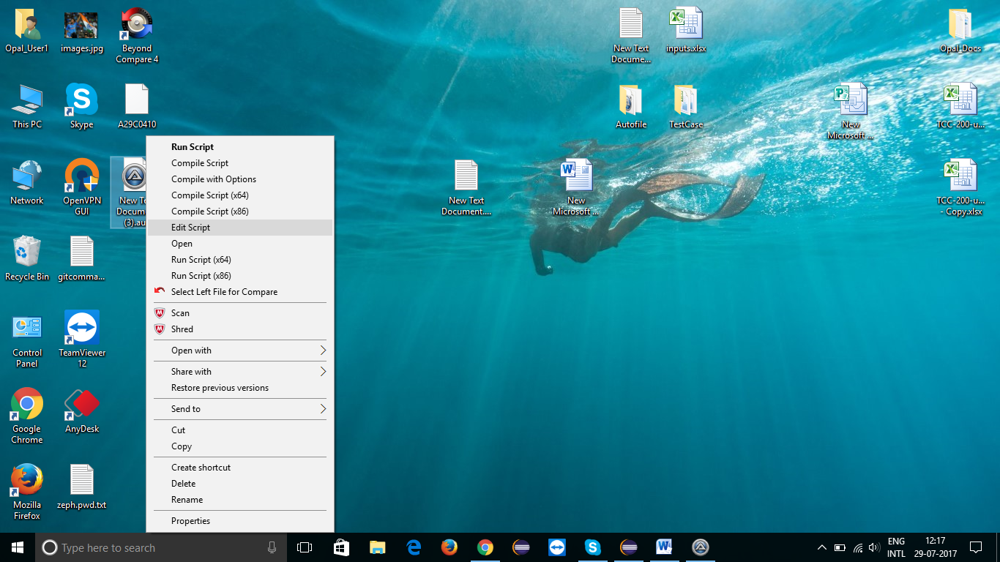 Opal_User1
images.jpg
Beyond
Compare 4
New Text
Docume...
inputs.xlsx
Opal_Docs
This PC
Skype
A29C0410
Autofile
TestCase
New
Microsoft ...
TCC-200-u...
Network
OpenVPN
GUI
New Te
Docum
(3).au
New Text
Document....
New
Microsoft ...
TCC-200-u...
- Copy.xlsx
Recycle Bin
gitcomma...
Control
Panel
TeamViewer
12
Google
Chrome
AnyDesk
Mozilla
Firefox
zeph.pwd.txt
Run Script
Compile Script
Compile with Options
Compile Script (x64)
Compile Script (x86)
Edit Script
Open
Run Script (x64)
Run Script (x86)
Select Left File for Compare
Scan
Shred
Open with
Share with
Restore previous versions
Send to
Cut
Copy
Create shortcut
Delete
Rename
Properties
Type here to search
ENG
INTL
12:17
29-07-2017